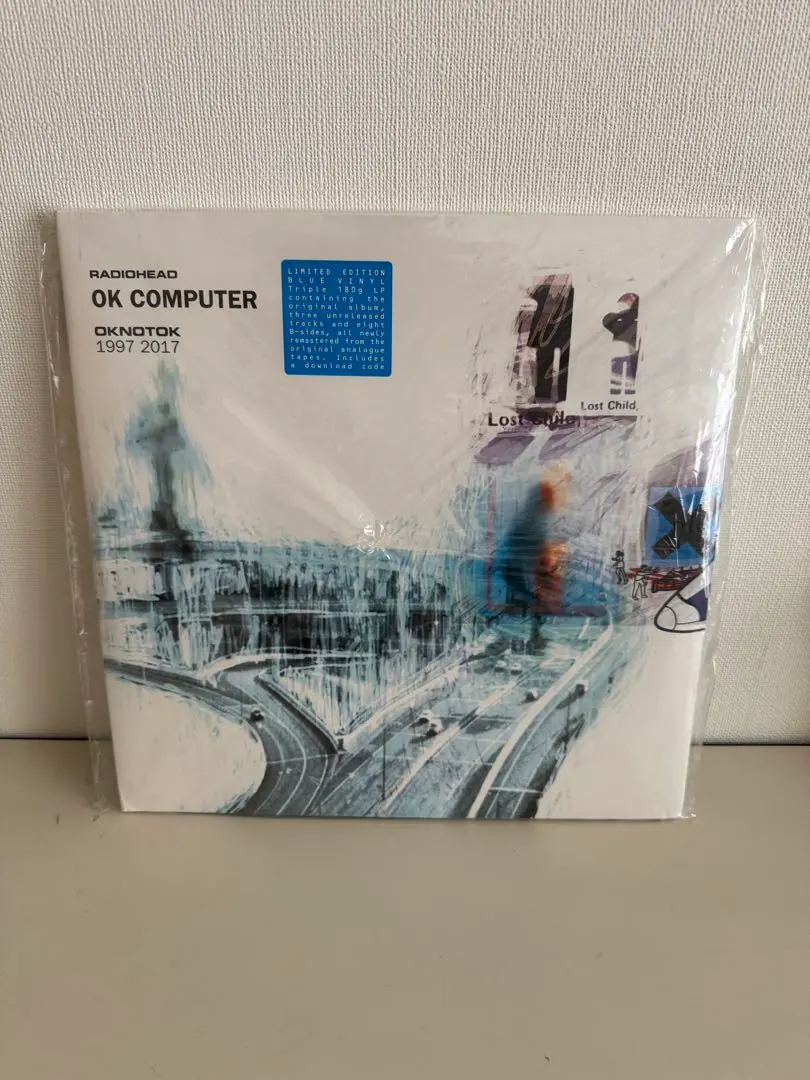 RADIOHEAD
OK COMPUTER
OKNOTOK
1997 2017
LIMITED EDITION
BLUE VINYL
Triple 180g LP
containing the
original album,
three unreleased
tracks and eight
B-sides, all newly
remastered from the
original analogue
tapes. Includes
a download code
Lost Child
Lost Child